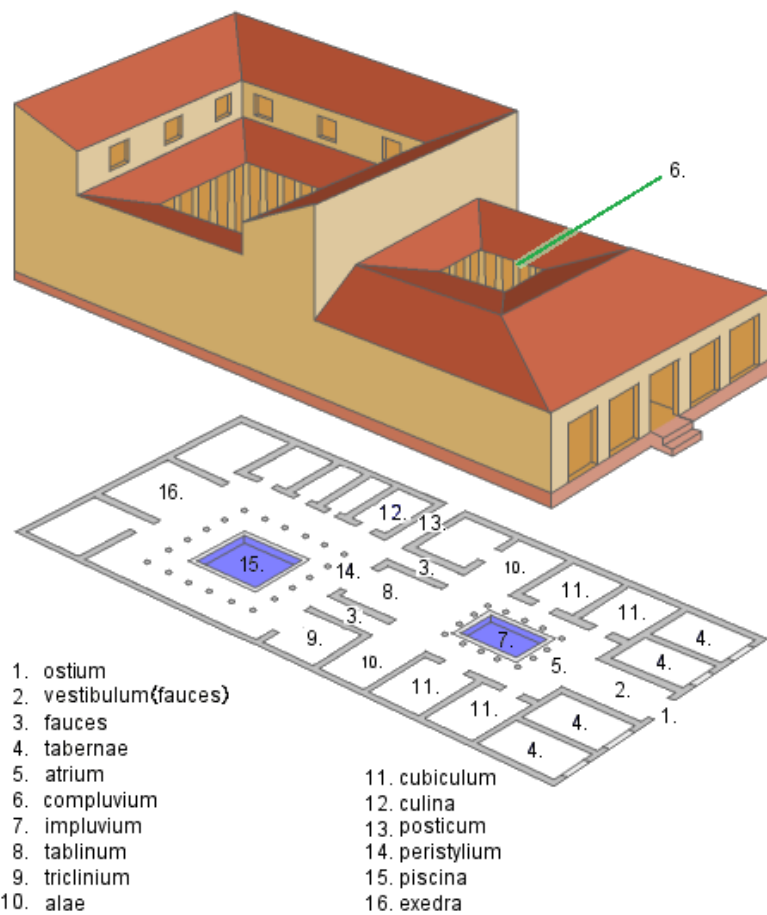 6.
16.
12.
13.
15.
14.
3.
10.
8.
11.
11.
3.
9.
7.
4.
10.
5.
4.
11.
2.
11.
4.
1.
4.
1. ostium
2. vestibulum(fauces)
3. fauces
4. tabernae
5. atrium
6. compluvium
7. impluvium
8. tablinum
9. triclinium
10. alae
11. cubiculum
12. culina
13. posticum
14. peristylium
15. piscina
16. exedra